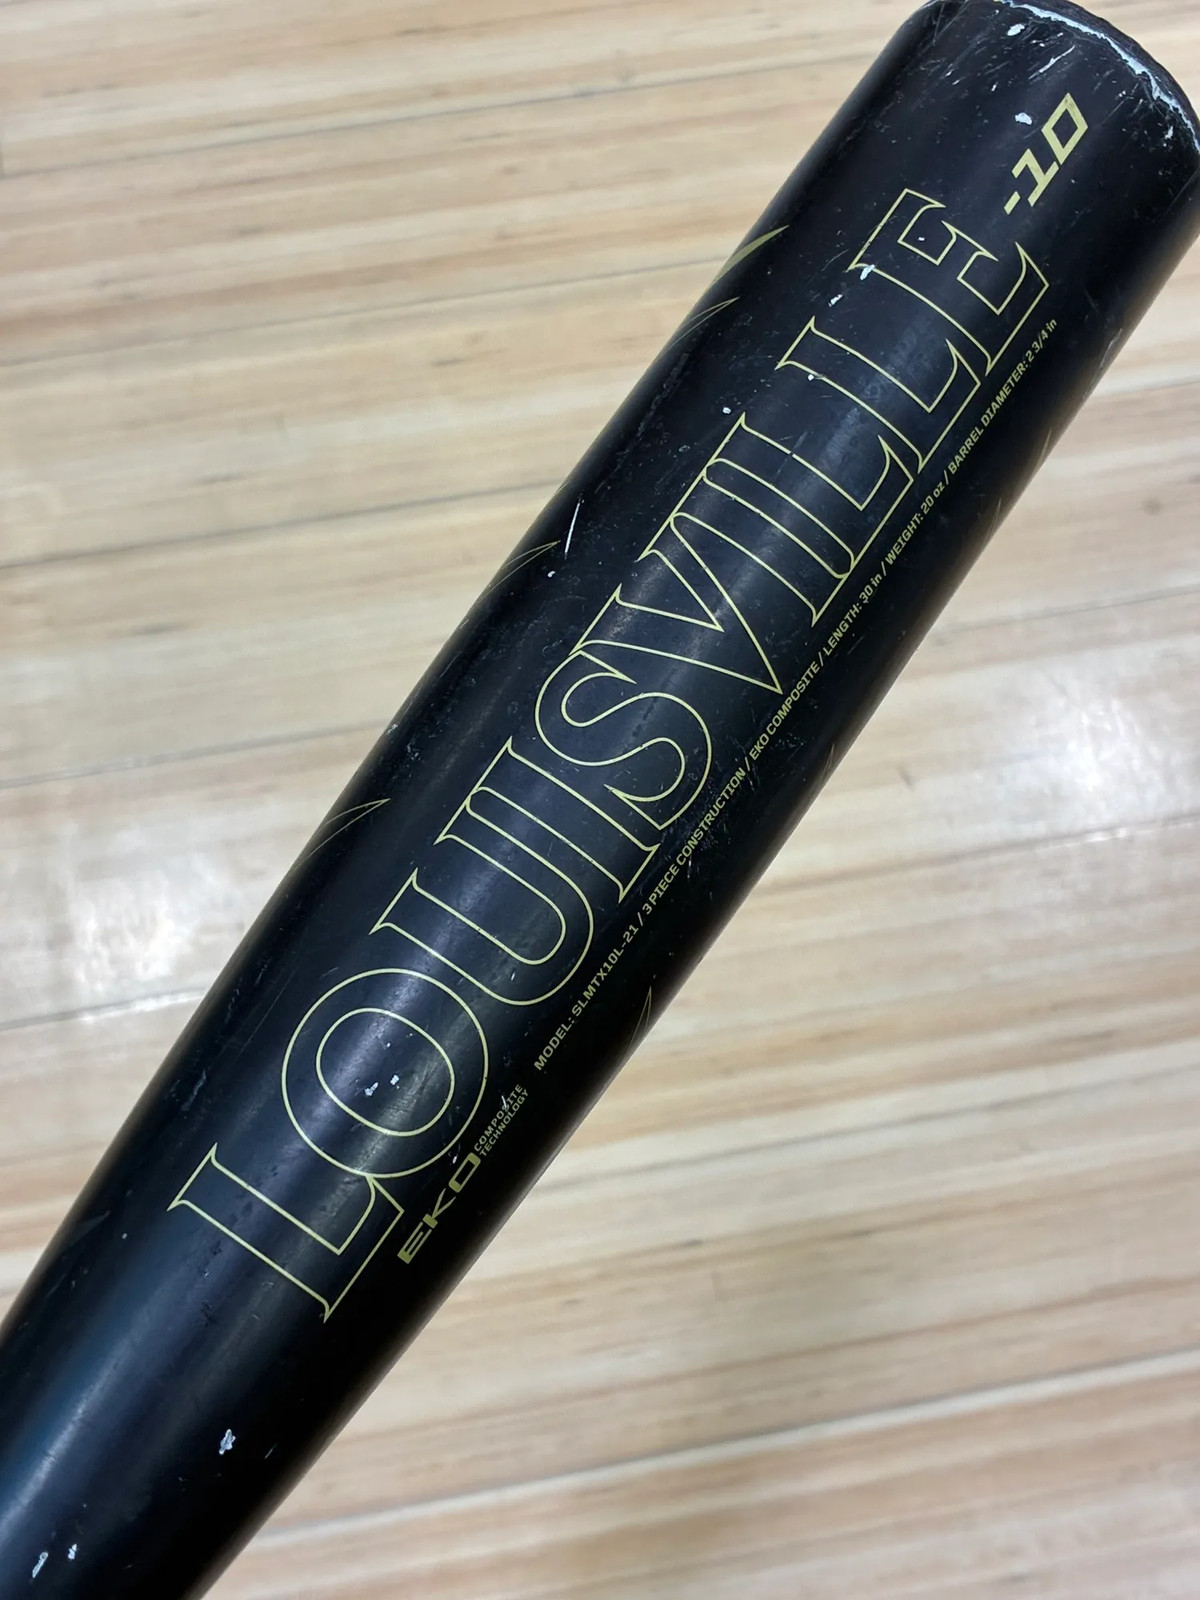 -10
LOUISVILLE
EKO COMPOSITE
TECHNOLOGY
MODEL: SLMTX10L-21 / 3 PIECE CONSTRUCTION / EKO COMPOSITE / LENGTH: 30 in / WEIGHT: 20 oz / BARREL DIAMETER: 2 3/4 in